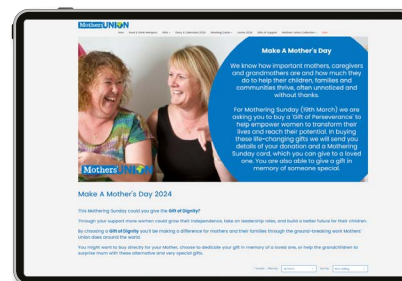 Mothers UNION
Make A Mother's Day
We know how important mothers, caregivers
and grandmothers are and how much they
do to help their children, families and
communities thrive, often unnoticed and
without thanks.
For Mothering Sunday (19th March) we are
asking you to buy a 'Gift of Perseverance' to
help empower women to transform their
lives and reach their potential. In buying
these life-changing gifts we will send you
details of your donation and a Mothering
Sunday card, which you can give to a loved
one. You are also able to give a gift in
memory of someone special.
Mothers UNION
Make A Mother's Day 2024
This Mothering Sunday could you give the Gift of Dignity?
Through your support more women could grow their independence, take on leadership roles, and build a better future for their children.
By choosing a Gift of Dignity you'll be making a difference for mothers and their families through the ground-breaking work Mothers'
Union does around the world.
You might want to buy directly for your Mother, choose to dedicate your gift in memory of a loved one, or help the grandchildren to
surprise mum with these alternative and very special gifts.